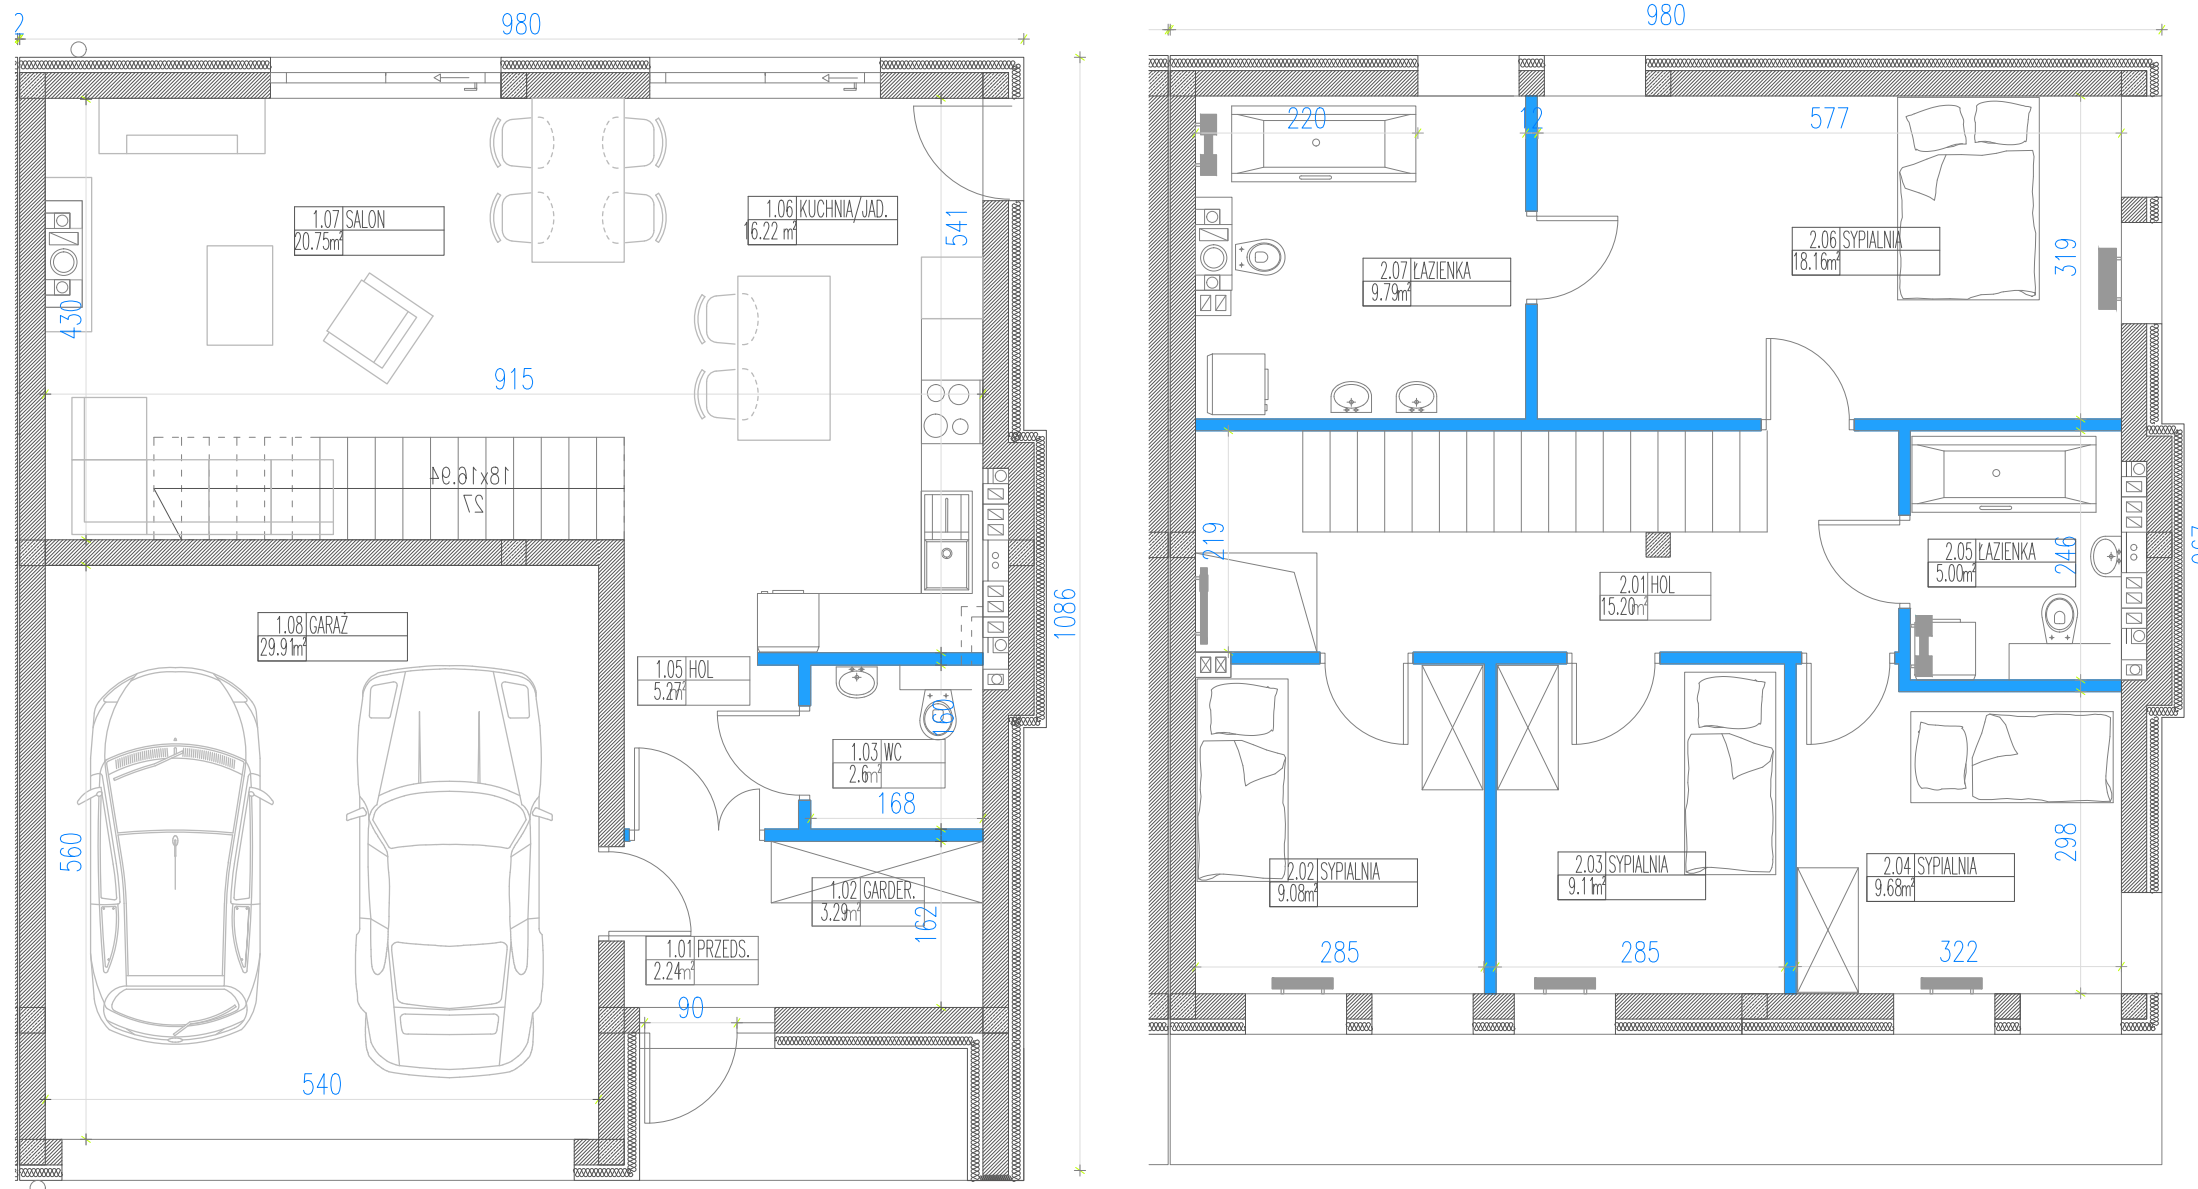 2
980
1.07 SALON
20.75m²
1.06 KUCHNIA/JAD.
16.22 m²
541
430
915
18x16.94
27
1086
1.08 GARAŻ
29.91m²
1.05 HOL
5.27m²
169
1.03 WC
2.6m²
168
560
1.02 GARDER.
3.29m²
162
1.01 PRZEDS.
2.24m²
90
540
980
220
12
577
2.06 SYPIALNIA
18.16m²
319
2.07 ŁAZIENKA
9.79m²
219
2.05 ŁAZIENKA
5.00m²
246
2.01 HOL
15.20m²
298
2.02 SYPIALNIA
9.08m²
2.03 SYPIALNIA
9.11m²
2.04 SYPIALNIA
9.68m²
285
285
322